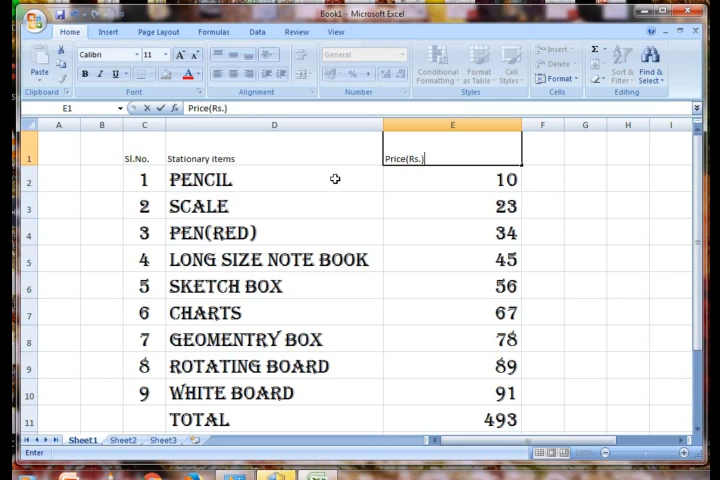 Book1 - Microsoft Excel
Home Insert Page Layout Formulas Data Review View
Calibri 11 A A General Insert Σ
Paste B I U A % Conditional Formatting Format as Table Cell Styles Delete Format Sort & Filter Find & Select
Clipboard Font Alignment Number Styles Cells Editing
E1 fx Price(Rs.)
A B C D E F G H I
1 Sl.No. Stationary items Price(Rs.)
2 1 PENCIL 10
3 2 SCALE 23
4 3 PEN(RED) 34
5 4 LONG SIZE NOTE BOOK 45
6 5 SKETCH BOX 56
7 6 CHARTS 67
8 7 GEOMENTRY BOX 78
9 8 ROTATING BOARD 89
10 9 WHITE BOARD 91
11 TOTAL 493
Sheet1 Sheet2 Sheet3
Enter